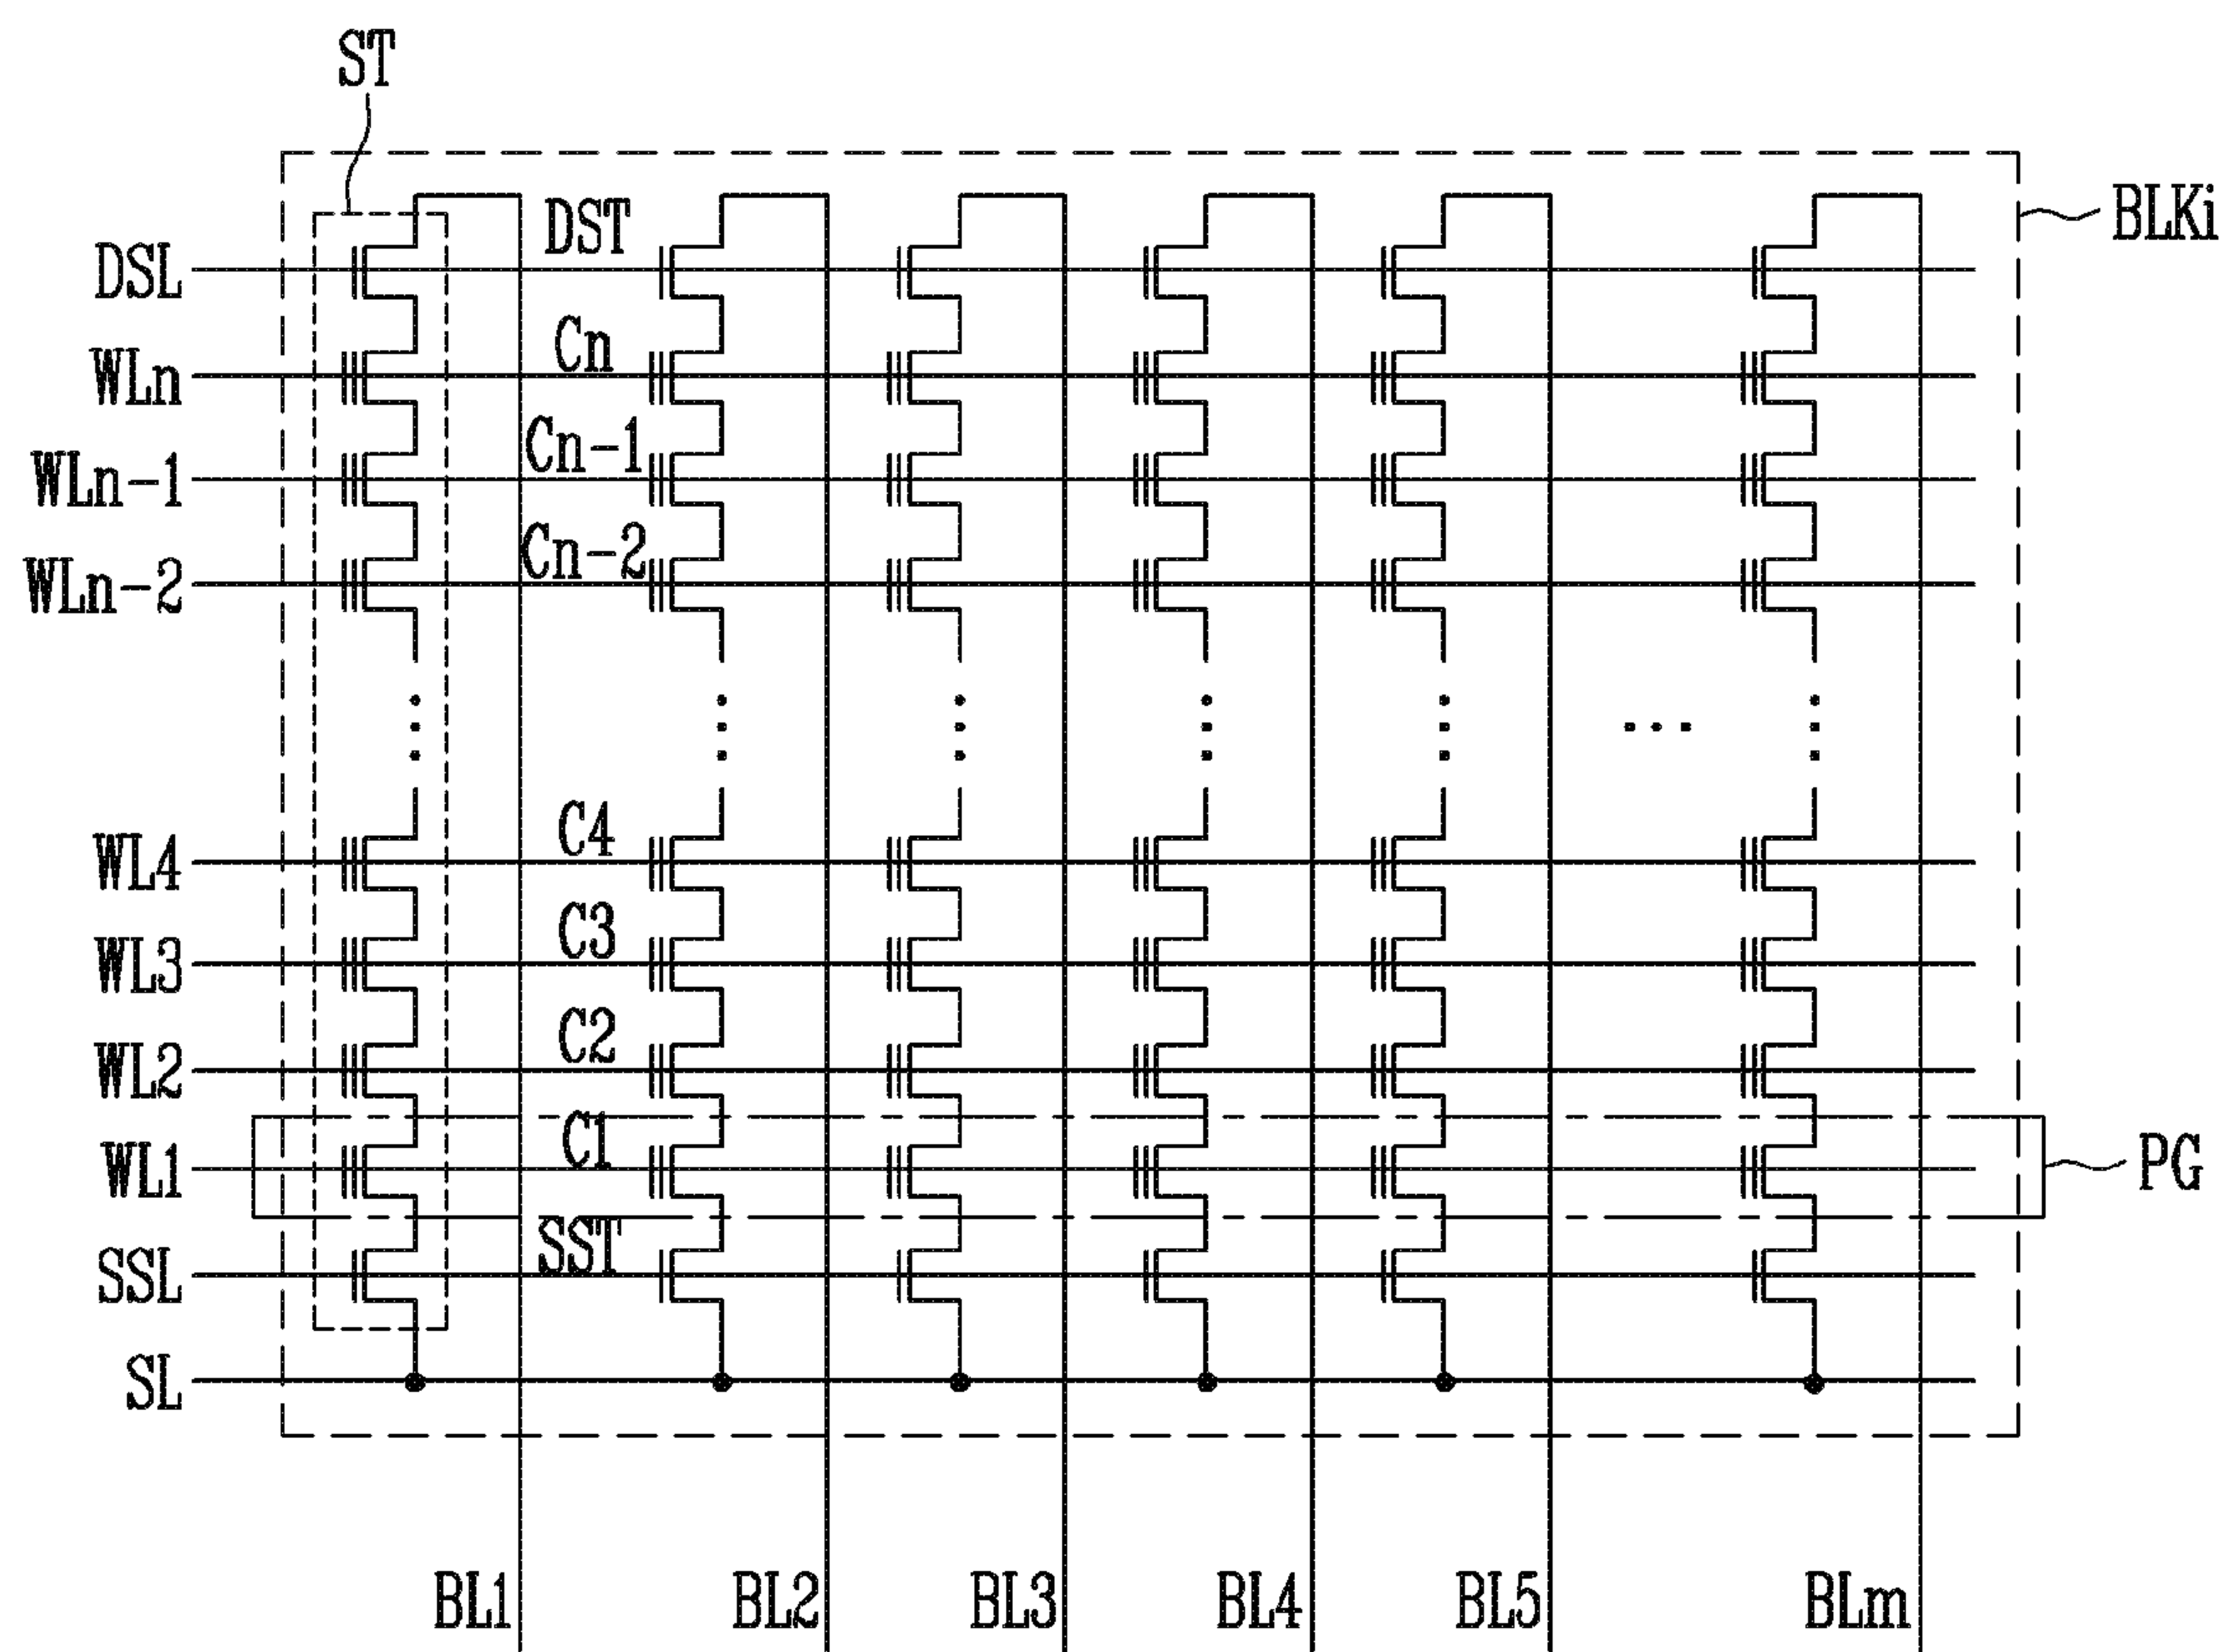 ST
BLKi
DSL
DST
WLn
Cn
WLn-1
Cn-1
WLn-2
Cn-2
WL4
C4
WL3
C3
WL2
C2
WL1
C1
PG
SSL
SST
SL
BL1
BL2
BL3
BL4
BL5
BLm